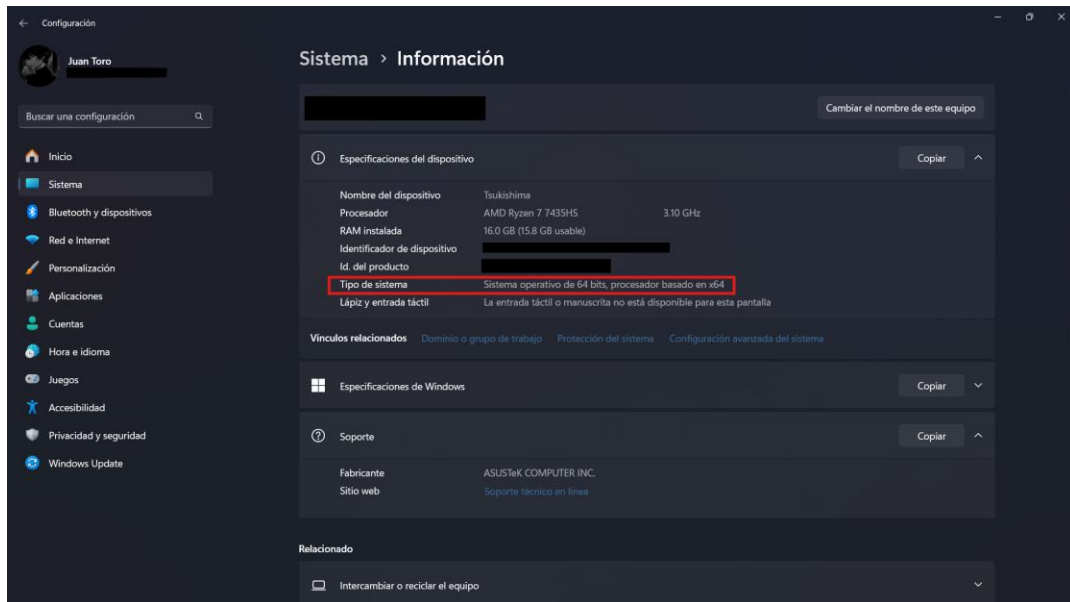 Configuración
Juan Toro
Buscar una configuración
Inicio
Sistema
Bluetooth y dispositivos
Red e Internet
Personalización
Aplicaciones
Cuentas
Hora e idioma
Juegos
Accesibilidad
Privacidad y seguridad
Windows Update
Sistema > Información
Cambiar el nombre de este equipo
Especificaciones del dispositivo Copiar
Nombre del dispositivo Tsukishima
Procesador AMD Ryzen 7 7435HS 3.10 GHz
RAM instalada 16.0 GB (15.8 GB usable)
Identificador de dispositivo
Id. del producto
Tipo de sistema Sistema operativo de 64 bits, procesador basado en x64
Lápiz y entrada táctil La entrada táctil o manuscrita no está disponible para esta pantalla
Vínculos relacionados Dominio o grupo de trabajo Protección del sistema Configuración avanzada del sistema
Especificaciones de Windows Copiar
Soporte Copiar
Fabricante ASUSTeK COMPUTER INC.
Sitio web Soporte técnico en línea
Relacionado
Intercambiar o reciclar el equipo